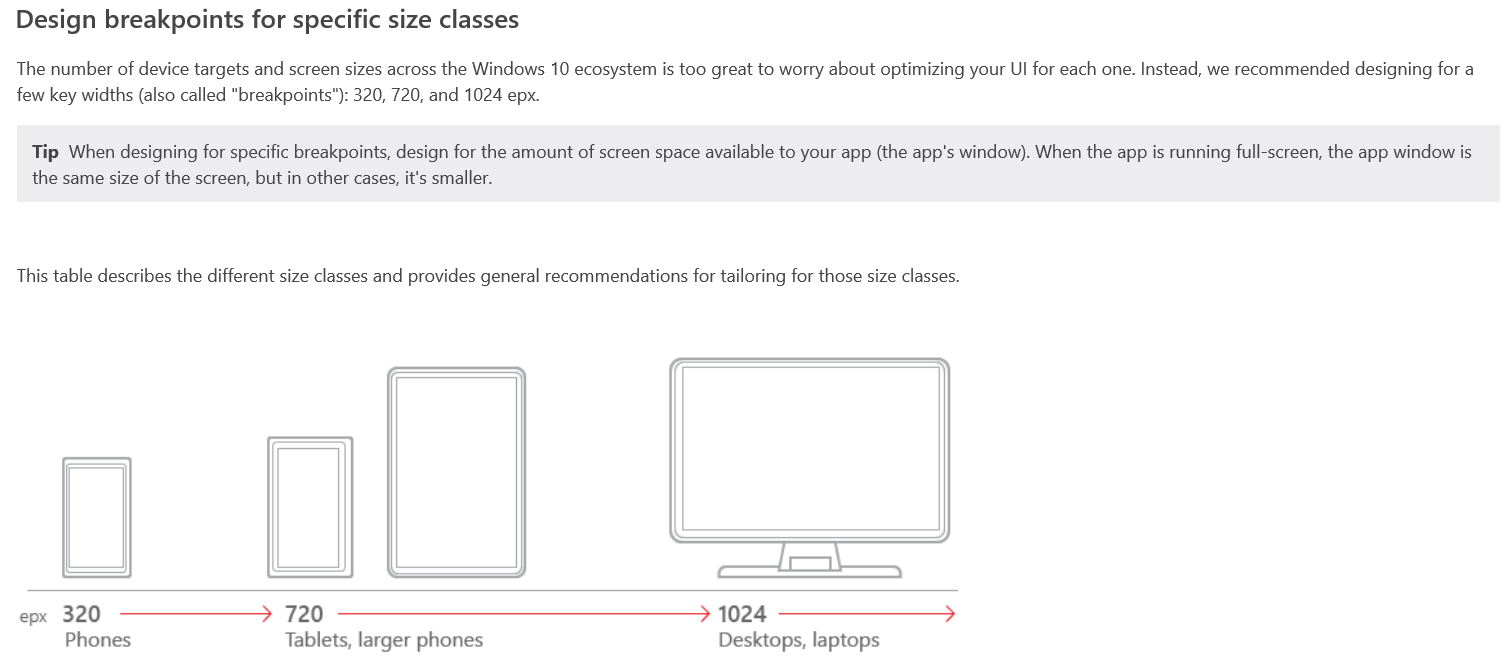 Design breakpoints for specific size classes
The number of device targets and screen sizes across the Windows 10 ecosystem is too great to worry about optimizing your UI for each one. Instead, we recommended designing for a
few key widths (also called "breakpoints"): 320, 720, and 1024 epx.
Tip When designing for specific breakpoints, design for the amount of screen space available to your app (the app's window). When the app is running full-screen, the app window is
the same size of the screen, but in other cases, it's smaller.
This table describes the different size classes and provides general recommendations for tailoring for those size classes.
epx 320 720 1024
Phones Tablets, larger phones Desktops, laptops